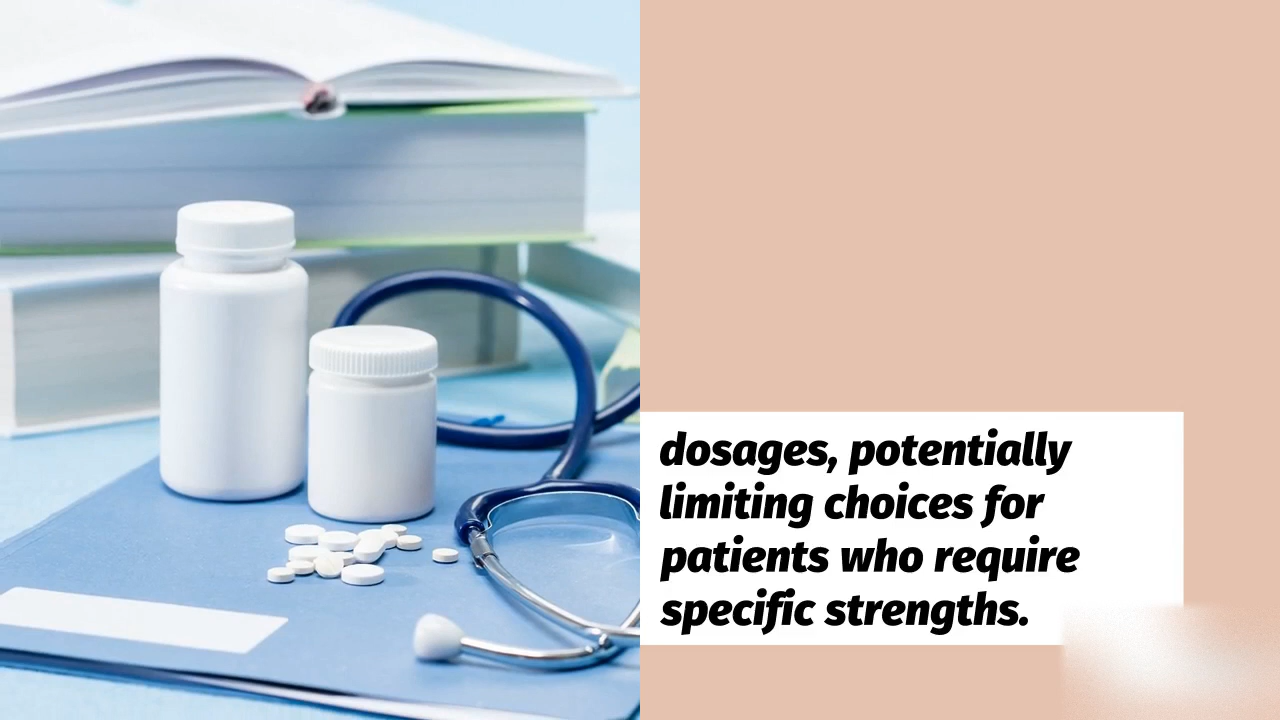 dosages, potentially
limiting choices for
patients who require
specific strengths.